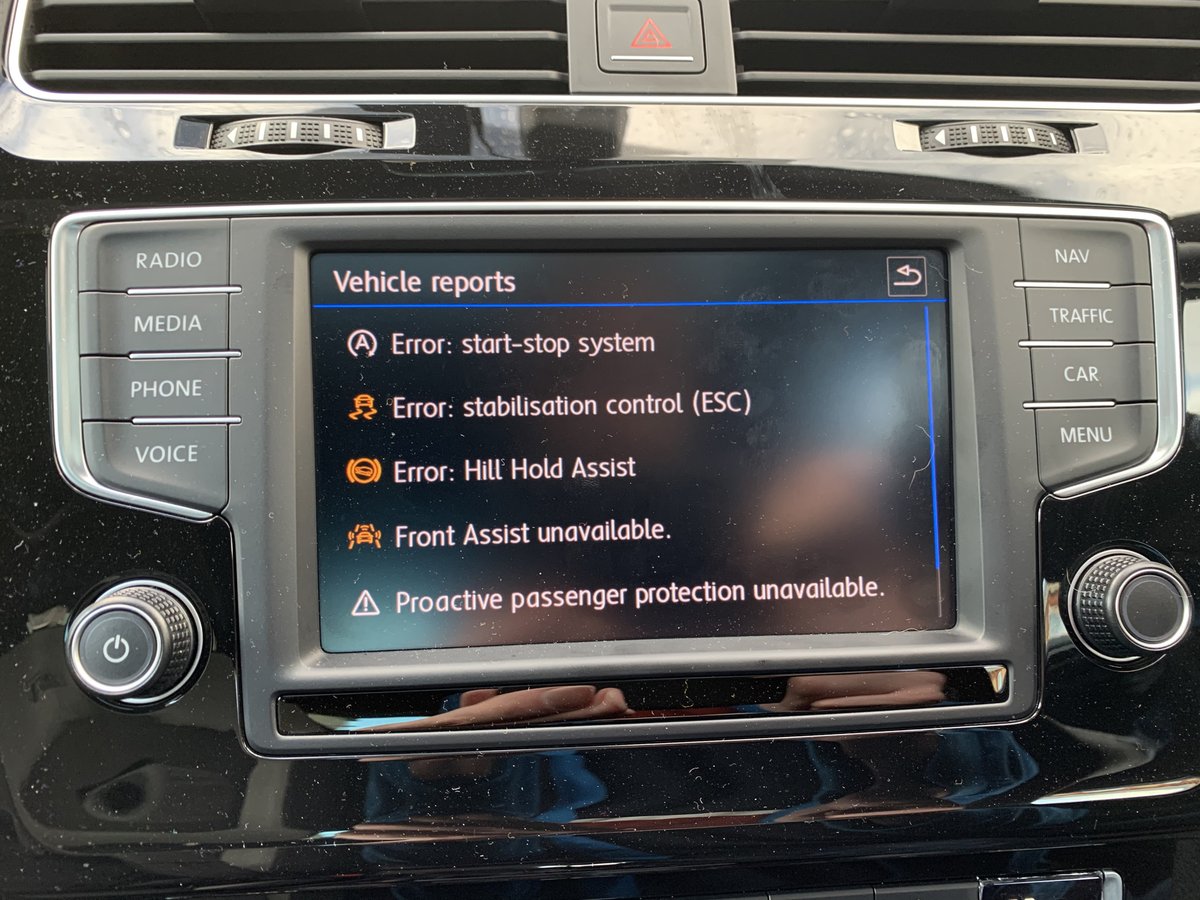 RADIO
MEDIA
PHONE
VOICE
Vehicle reports
A Error: start-stop system
Error: stabilisation control (ESC)
Error: Hill Hold Assist
Front Assist unavailable.
Proactive passenger protection unavailable.
NAV
TRAFFIC
CAR
MENU